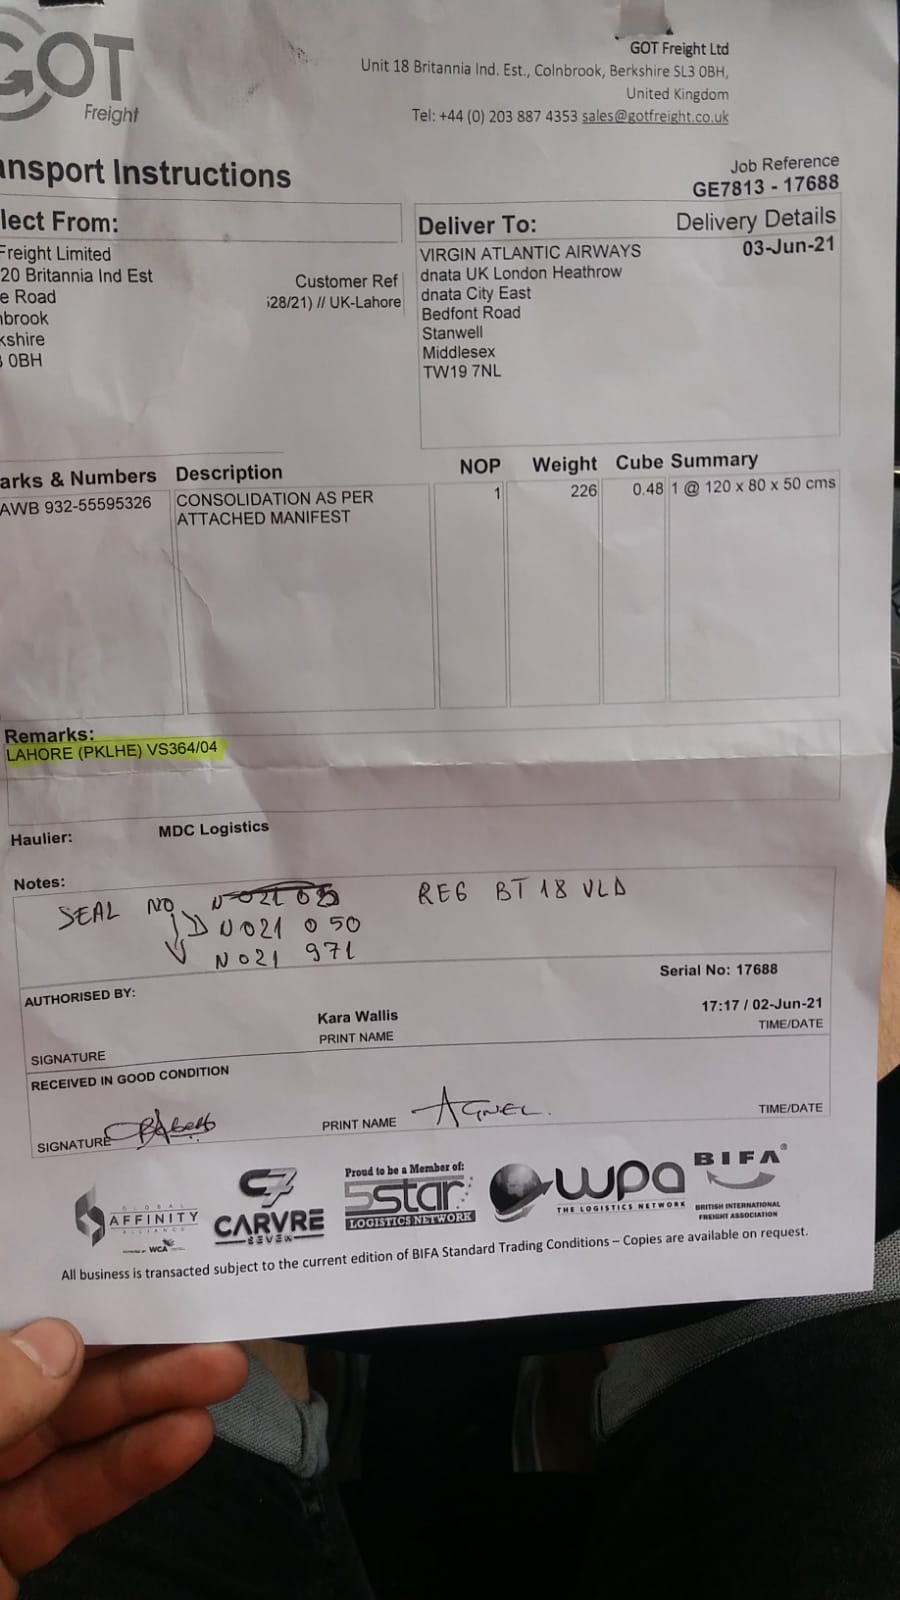 GOT
Freight
GOT Freight Ltd
Unit 18 Britannia Ind. Est., Colnbrook, Berkshire SL3 0BH,
United Kingdom
Tel: +44 (0) 203 887 4353 sales@gotfreight.co.uk
nsport Instructions
Job Reference
GE7813 - 17688
lect From:
Freight Limited
20 Britannia Ind Est
e Road
nbrook
kshire
0BH
Customer Ref
28/21) // UK-Lahore
Deliver To:
Delivery Details
03-Jun-21
VIRGIN ATLANTIC AIRWAYS
dnata UK London Heathrow
dnata City East
Bedfont Road
Stanwell
Middlesex
TW19 7NL
arks & Numbers Description NOP Weight Cube Summary
AWB 932-55595326 CONSOLIDATION AS PER 1 226 0.48 1 @ 120 x 80 x 50 cms
ATTACHED MANIFEST
Remarks:
LAHORE (PKLHE) VS364/04
Haulier: MDC Logistics
Notes:
SEAL NO REG BT18 VLD
N021 050
N021 971
Serial No: 17688
AUTHORISED BY:
Kara Wallis 17:17 / 02-Jun-21
SIGNATURE PRINT NAME TIME/DATE
RECEIVED IN GOOD CONDITION
SIGNATURE PRINT NAME AGNEL. TIME/DATE
GLOBAL
AFFINITY
ALLIANCE
WCA
C7
CARVRE
SEVEN
Proud to be a Member of:
5star
LOGISTICS NETWORK
wpa
THE LOGISTICS NETWORK
BIFA®
BRITISH INTERNATIONAL
FREIGHT ASSOCIATION
All business is transacted subject to the current edition of BIFA Standard Trading Conditions – Copies are available on request.